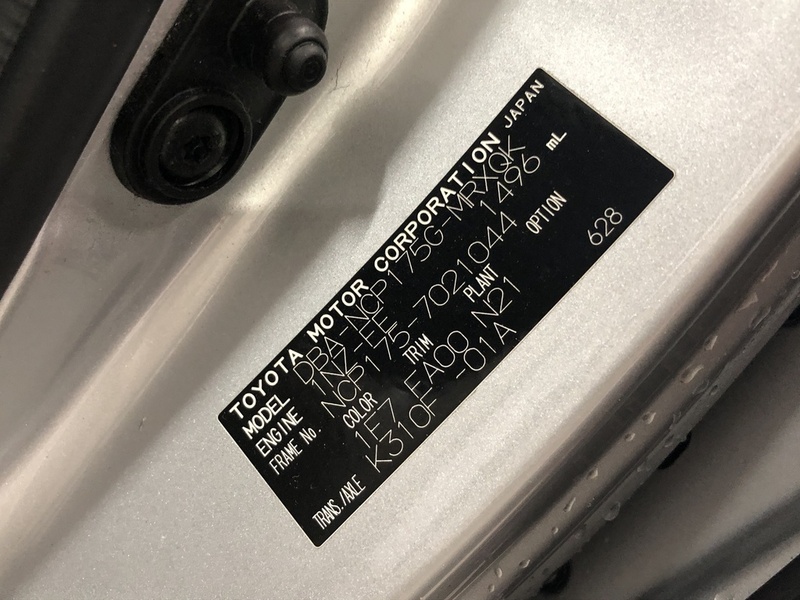 TOYOTA MOTOR CORPORATION JAPAN
MODEL DBA-NCP175G-MRXQK
ENGINE 1NZ-FE 1496 mL
FRAME No. NCP175-7021044
COLOR TRIM PLANT OPTION
1F7 EA00 N21 628
TRANS./AXLE K310F -01A